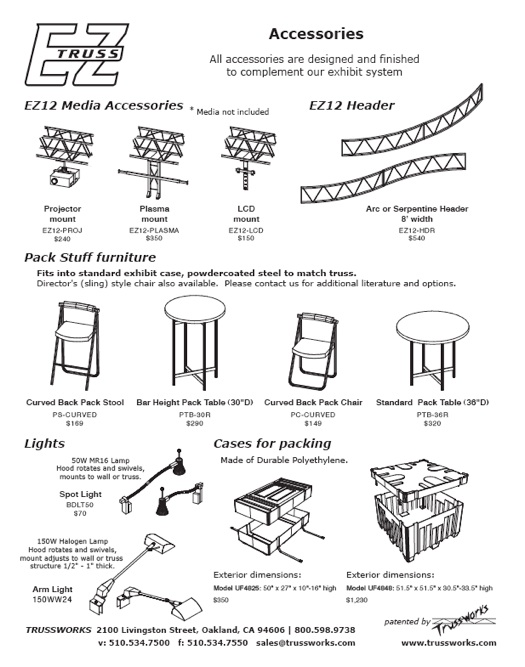 EZ
TRUSS
Accessories
All accessories are designed and finished
to complement our exhibit system
EZ12 Media Accessories * Media not included
EZ12 Header
Projector
mount
EZ12-PROJ
$240
Plasma
mount
EZ12-PLASMA
$350
LCD
mount
EZ12-LCD
$150
Arc or Serpentine Header
8' width
EZ12-HDR
$540
Pack Stuff furniture
Fits into standard exhibit case, powdercoated steel to match truss.
Director's (sling) style chair also available. Please contact us for additional literature and options.
Curved Back Pack Stool
PS-CURVED
$169
Bar Height Pack Table (30"D)
PTB-30R
$290
Curved Back Pack Chair
PC-CURVED
$149
Standard Pack Table (36"D)
PTB-36R
$320
Lights
50W MR16 Lamp
Hood rotates and swivels,
mounts to wall or truss.
Spot Light
BDLT50
$70
150W Halogen Lamp
Hood rotates and swivels,
mount adjusts to wall or truss
structure 1/2" - 1" thick.
Arm Light
150WW24
Cases for packing
Made of Durable Polyethylene.
Exterior dimensions:
Model UF4825: 50" x 27" x 10"-16" high
$350
Exterior dimensions:
Model UF4848: 51.5" x 51.5" x 30.5"-33.5" high
$1,230
patented by Trussworks
TRUSSWORKS 2100 Livingston Street, Oakland, CA 94606 | 800.598.9738
v: 510.534.7500 f: 510.534.7550 sales@trussworks.com
www.trussworks.com